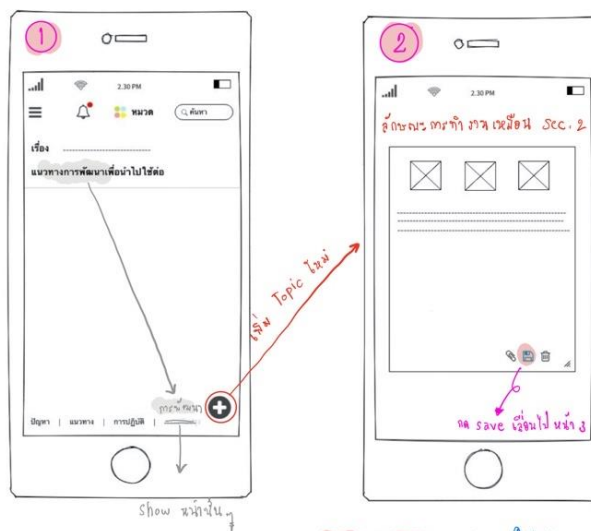 1
2.30 PM
หมวด
ค้นหา
เรื่อง
แนวทางการพัฒนาเพื่อนำไปใช้ต่อ
เพิ่ม Topic ใหม่
การพัฒนา
ปัญหา | แนวทาง | การปฏิบัติ |
show หน้านั้นๆ
2
2.30 PM
ลักษณะการทำงานเหมือน Sec. 2
กด save เลื่อนไปหน้า 3